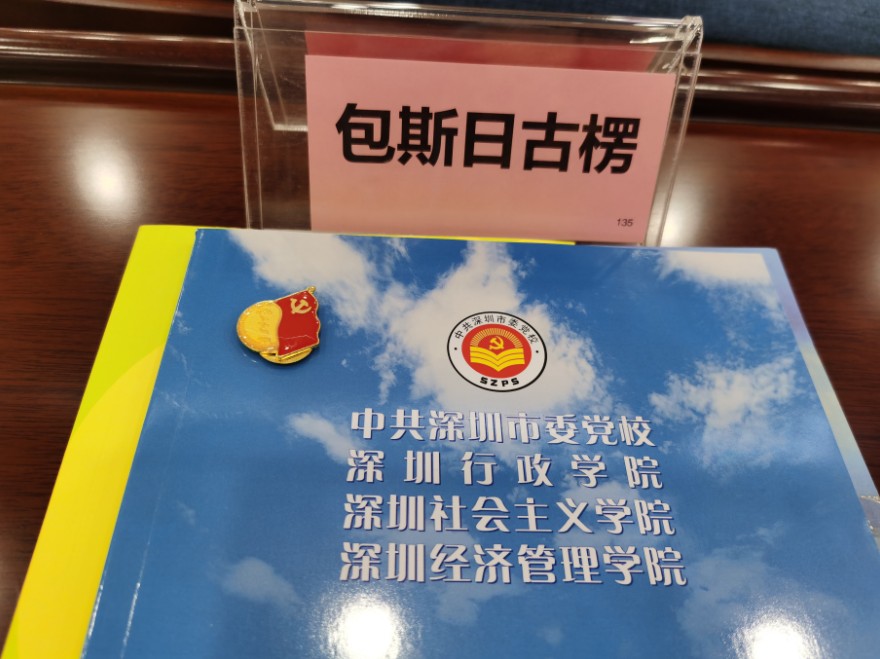 包斯日古楞
135
中共深圳市委党校
SZPS
中共深圳市委党校
深圳行政学院
深圳社会主义学院
深圳经济管理学院